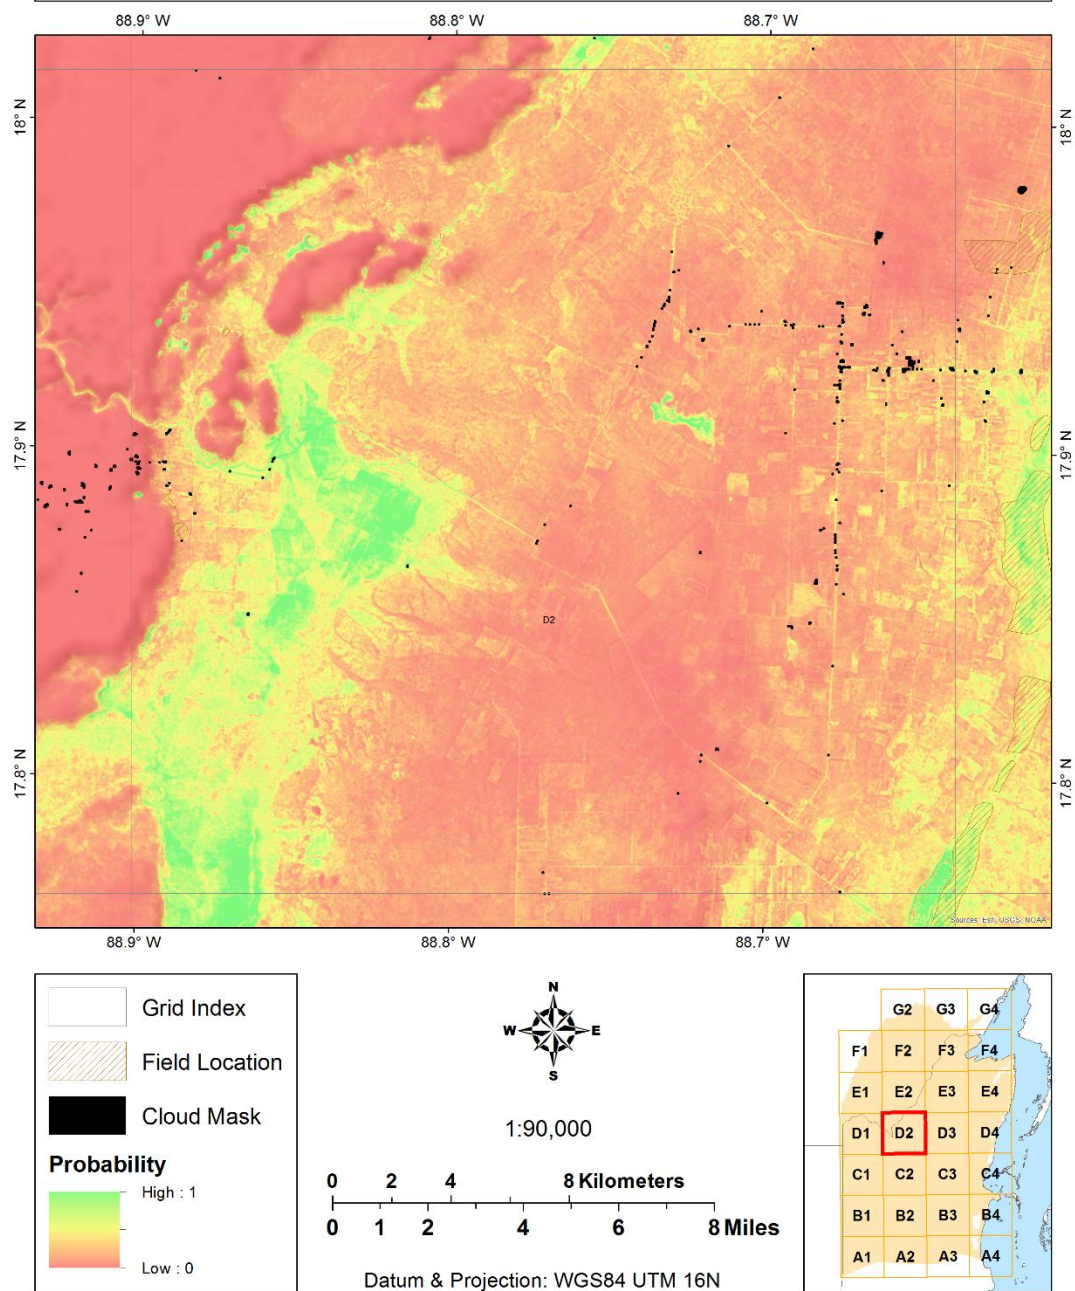 88.9° W 88.8° W 88.7° W
18° N 18° N
17.9° N 17.9° N
D2
17.8° N 17.8° N
Sources: Esri, USGS, NOAA
88.9° W 88.8° W 88.7° W
Grid Index
Field Location
Cloud Mask
Probability
High : 1
Low : 0
N
W E
S
1:90,000
0 2 4 8 Kilometers
0 1 2 4 6 8 Miles
Datum & Projection: WGS84 UTM 16N
G2 G3 G4
F1 F2 F3 F4
E1 E2 E3 E4
D1 D2 D3 D4
C1 C2 C3 C4
B1 B2 B3 B4
A1 A2 A3 A4